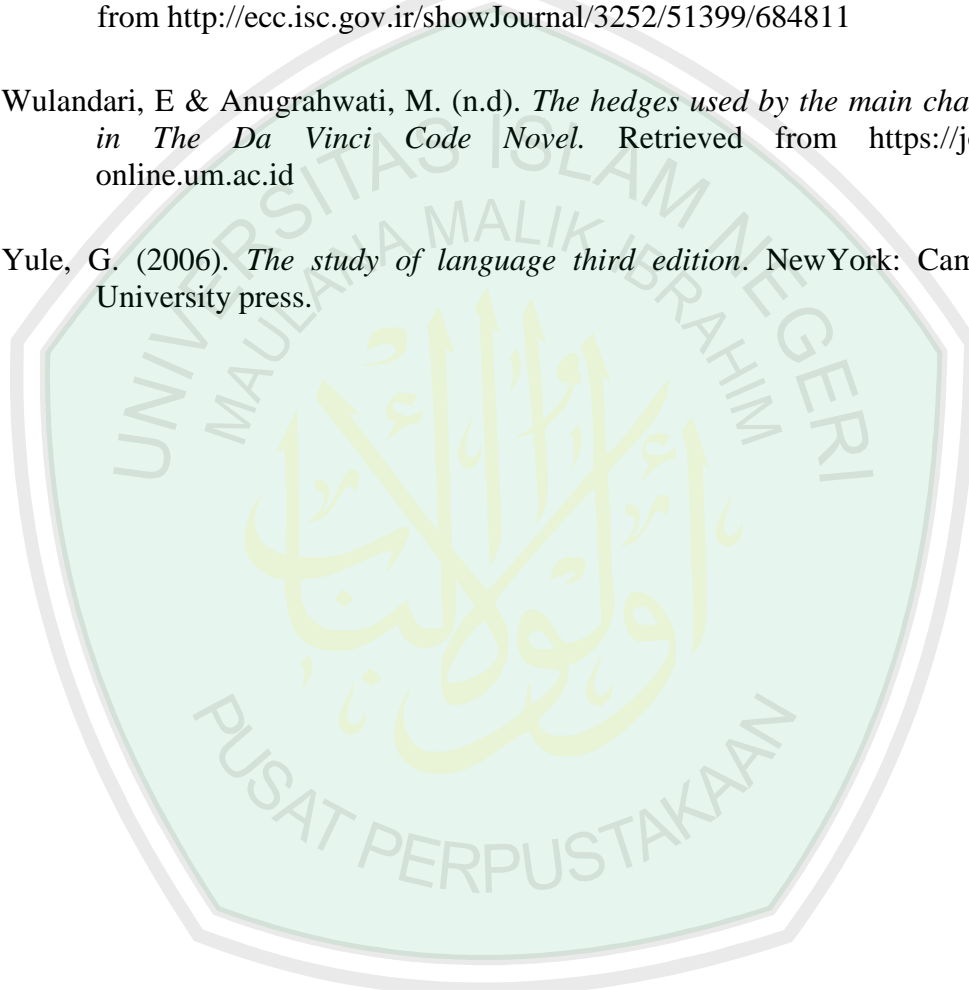 from http://ecc.isc.gov.ir/showJournal/3252/51399/684811
Wulandari, E & Anugrahwati, M. (n.d). The hedges used by the main cha
in The Da Vinci Code Novel. Retrieved from https://jo
online.um.ac.id
Yule, G. (2006). The study of language third edition. NewYork: Cam
University press.
UNIVERSITAS ISLAM NEGERI
MAULANA MALIK IBRAHIM
أولوا الألباب
PUSAT PERPUSTAKAAN